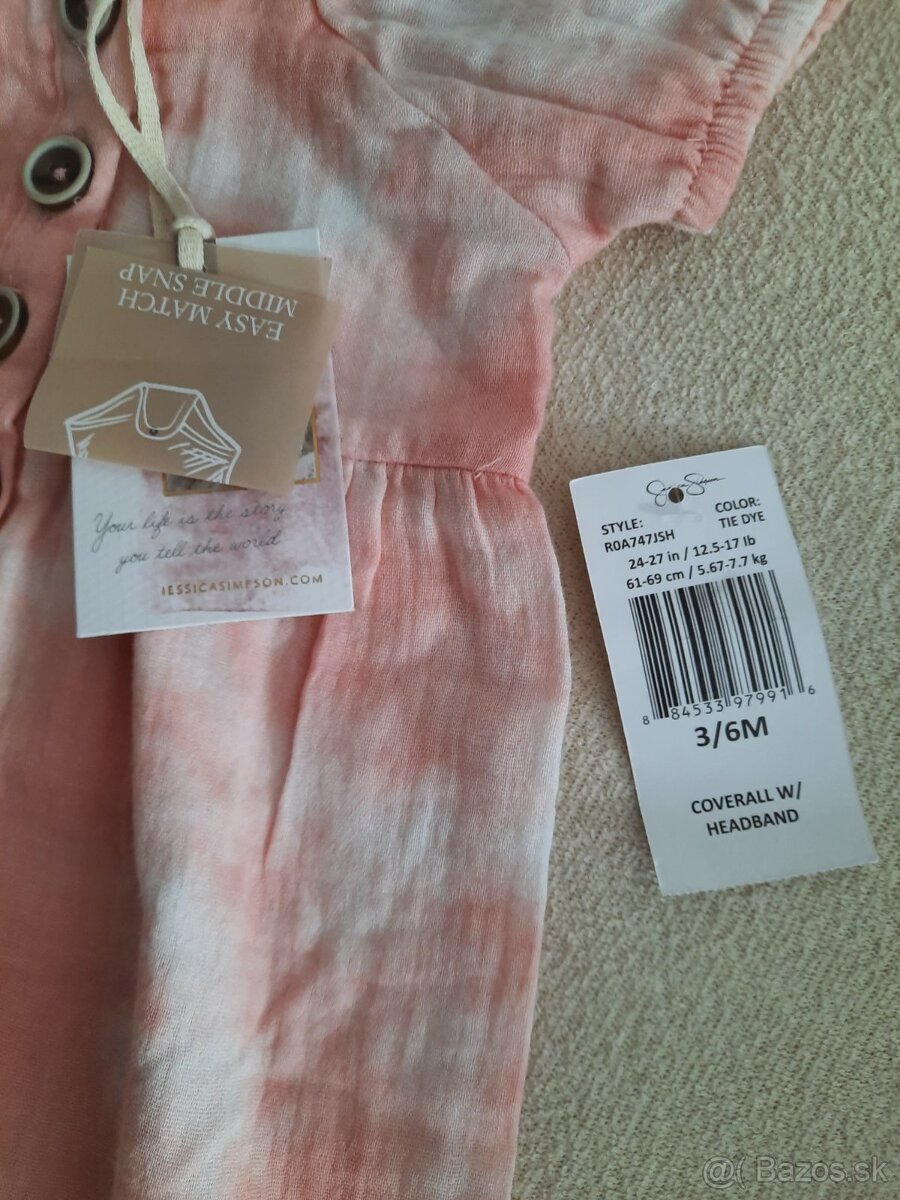 EASY MATCH
MIDDLE SNAP
Your life is the story
you tell the world
JESSICASIMPSON.COM
Jessica Simpson
STYLE:
R0A747JSH
COLOR:
TIE DYE
24-27 in / 12.5-17 lb
61-69 cm / 5.67-7.7 kg
8 84533 97991 6
3/6M
COVERALL W/
HEADBAND
@( Bazos.sk